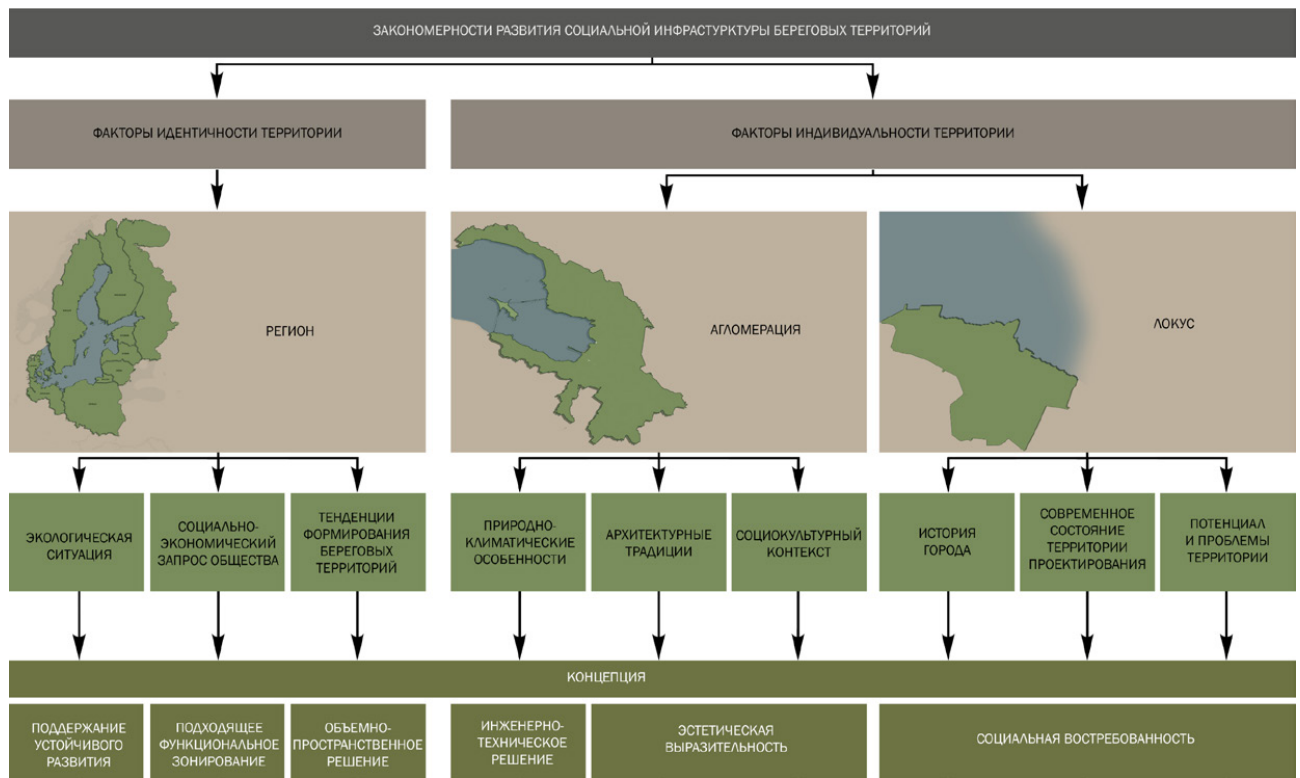 ЗАКОНОМЕРНОСТИ РАЗВИТИЯ СОЦИАЛЬНОЙ ИНФРАСТУРКТУРЫ БЕРЕГОВЫХ ТЕРРИТОРИЙ
ФАКТОРЫ ИДЕНТИЧНОСТИ ТЕРРИТОРИИ
ФАКТОРЫ ИНДИВИДУАЛЬНОСТИ ТЕРРИТОРИИ
РЕГИОН
АГЛОМЕРАЦИЯ
ЛОКУС
ЭКОЛОГИЧЕСКАЯ
СИТУАЦИЯ
СОЦИАЛЬНО-
ЭКОНОМИЧЕСКИЙ
ЗАПРОС ОБЩЕСТВА
ТЕНДЕНЦИИ
ФОРМИРОВАНИЯ
БЕРЕГОВЫХ
ТЕРРИТОРИЙ
ПРИРОДНО-
КЛИМАТИЧЕСКИЕ
ОСОБЕННОСТИ
АРХИТЕКТУРНЫЕ
ТРАДИЦИИ
СОЦИОКУЛЬТУРНЫЙ
КОНТЕКСТ
ИСТОРИЯ
ГОРОДА
СОВРЕМЕННОЕ
СОСТОЯНИЕ
ТЕРРИТОРИИ
ПРОЕКТИРОВАНИЯ
ПОТЕНЦИАЛ
И ПРОБЛЕМЫ
ТЕРРИТОРИИ
КОНЦЕПЦИЯ
ПОДДЕРЖАНИЕ
УСТОЙЧИВОГО
РАЗВИТИЯ
ПОДХОДЯЩЕЕ
ФУНКЦИОНАЛЬНОЕ
ЗОНИРОВАНИЕ
ОБЪЕМНО-
ПРОСТРАНСТВЕННОЕ
РЕШЕНИЕ
ИНЖЕНЕРНО-
ТЕХНИЧЕСКОЕ
РЕШЕНИЕ
ЭСТЕТИЧЕСКАЯ
ВЫРАЗИТЕЛЬНОСТЬ
СОЦИАЛЬНАЯ ВОСТРЕБОВАННОСТЬ